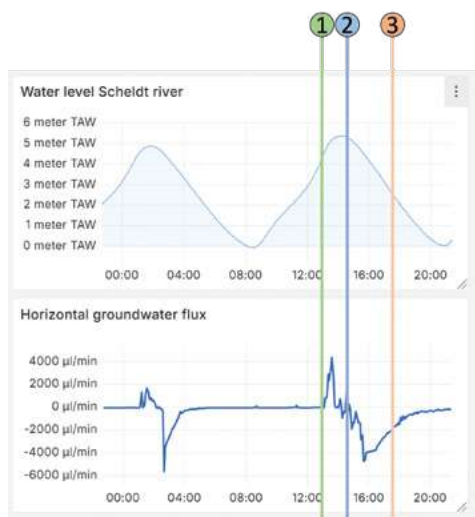 1 2 3
Water level Scheldt river
6 meter TAW
5 meter TAW
4 meter TAW
3 meter TAW
2 meter TAW
1 meter TAW
0 meter TAW
00:00 04:00 08:00 12:00 16:00 20:00
Horizontal groundwater flux
4000 µl/min
2000 µl/min
0 µl/min
-2000 µl/min
-4000 µl/min
-6000 µl/min
00:00 04:00 08:00 12:00 16:00 20:00